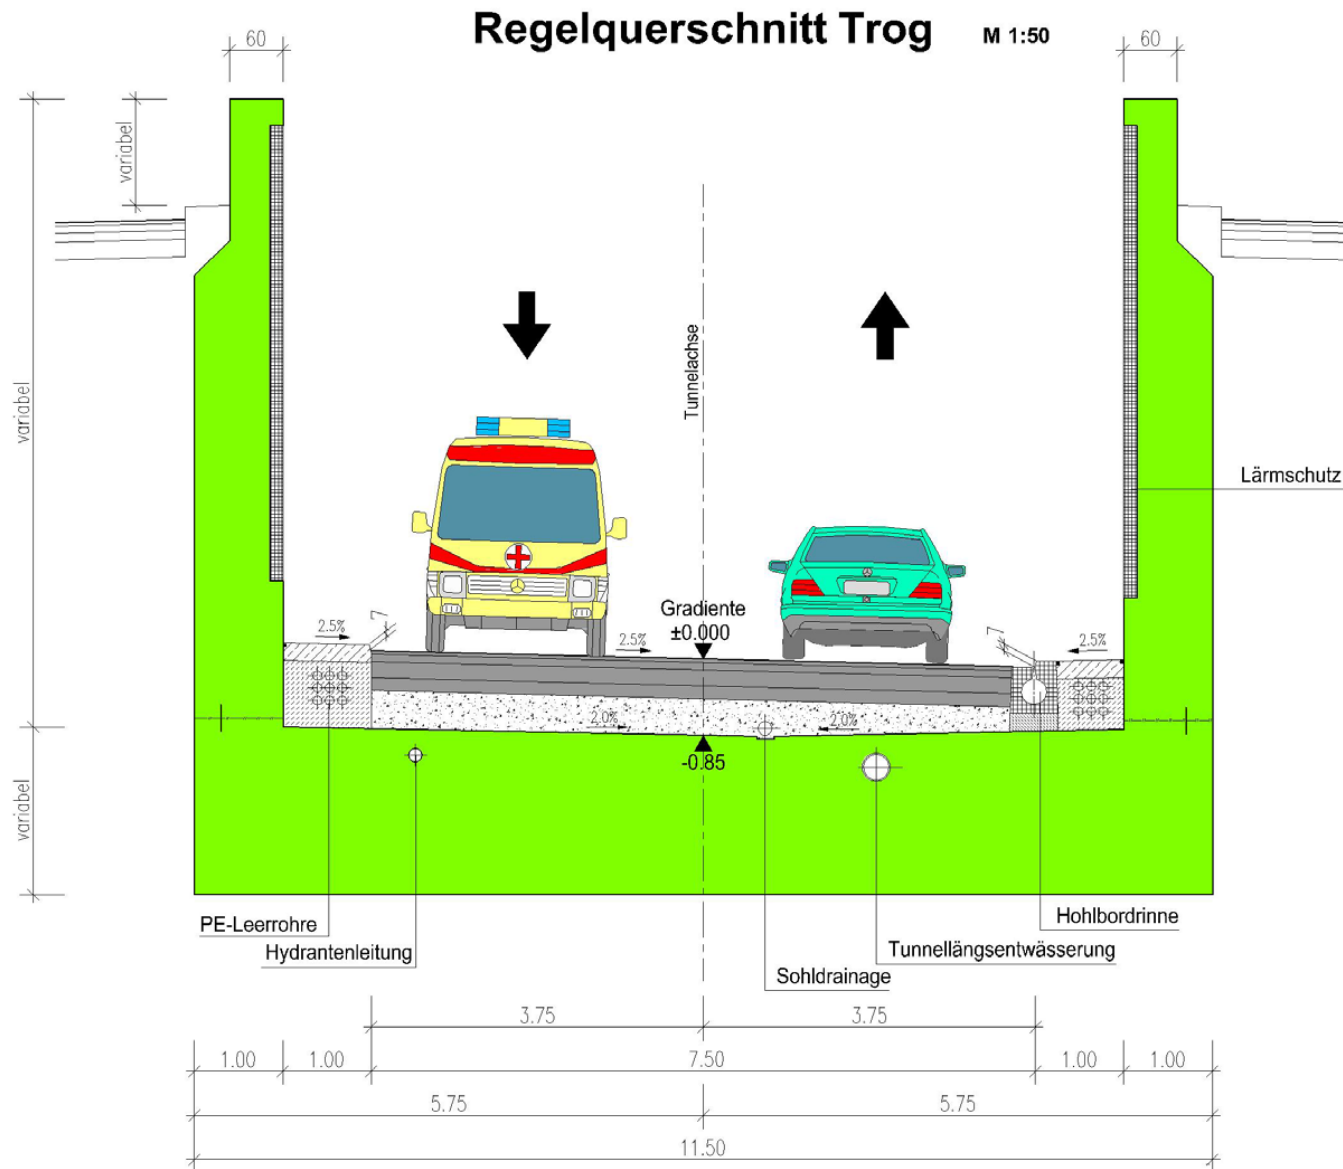 Regelquerschnitt Trog M 1:50
60
60
variabel
variabel
Tunnelachse
Lärmschutz
7
Gradiente
±0.000
2.5%
2.5%
7
2.5%
2.0%
2.0%
-0.85
variabel
PE-Leerrohre
Hohlbordrinne
Hydrantenleitung
Tunnellängsentwässerung
Sohldrainage
3.75
3.75
1.00
1.00
7.50
1.00
1.00
5.75
5.75
11.50